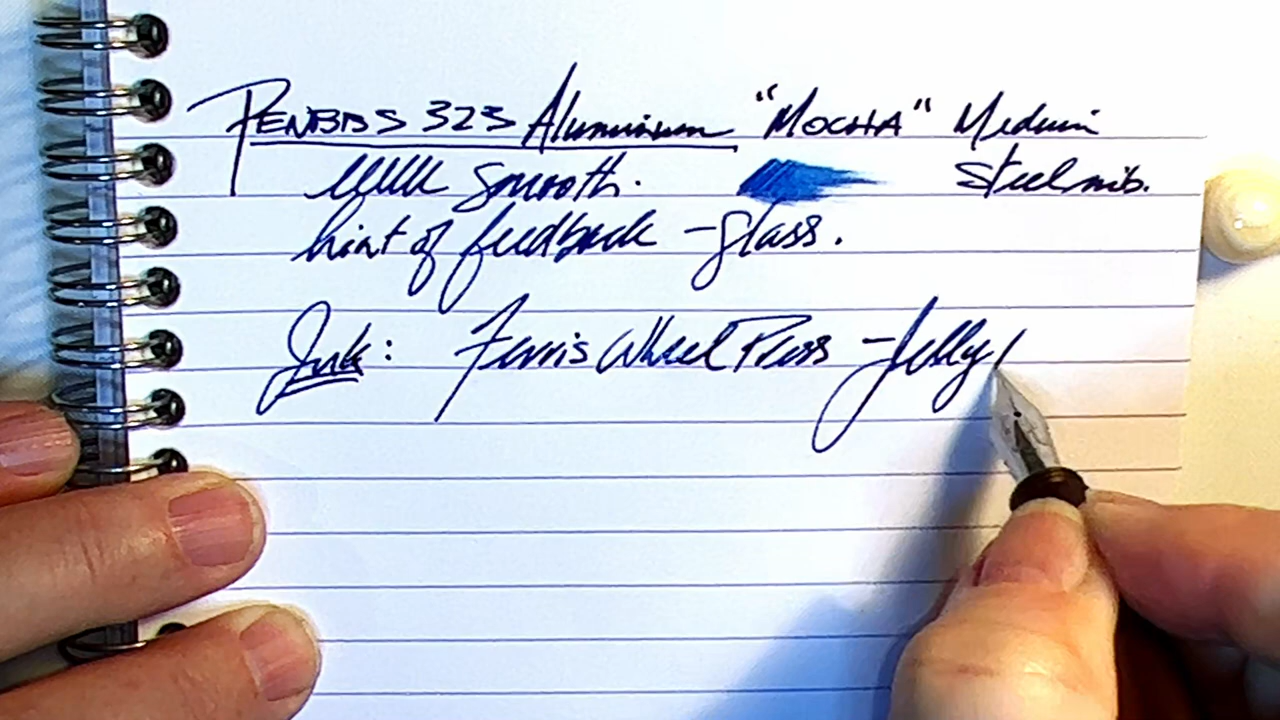 PENBBS 323 Aluminium "MOCHA" Medium
smooth. Steel nib.
hint of feedback - glass.
Ink: Ferris Wheel Press - Jelly